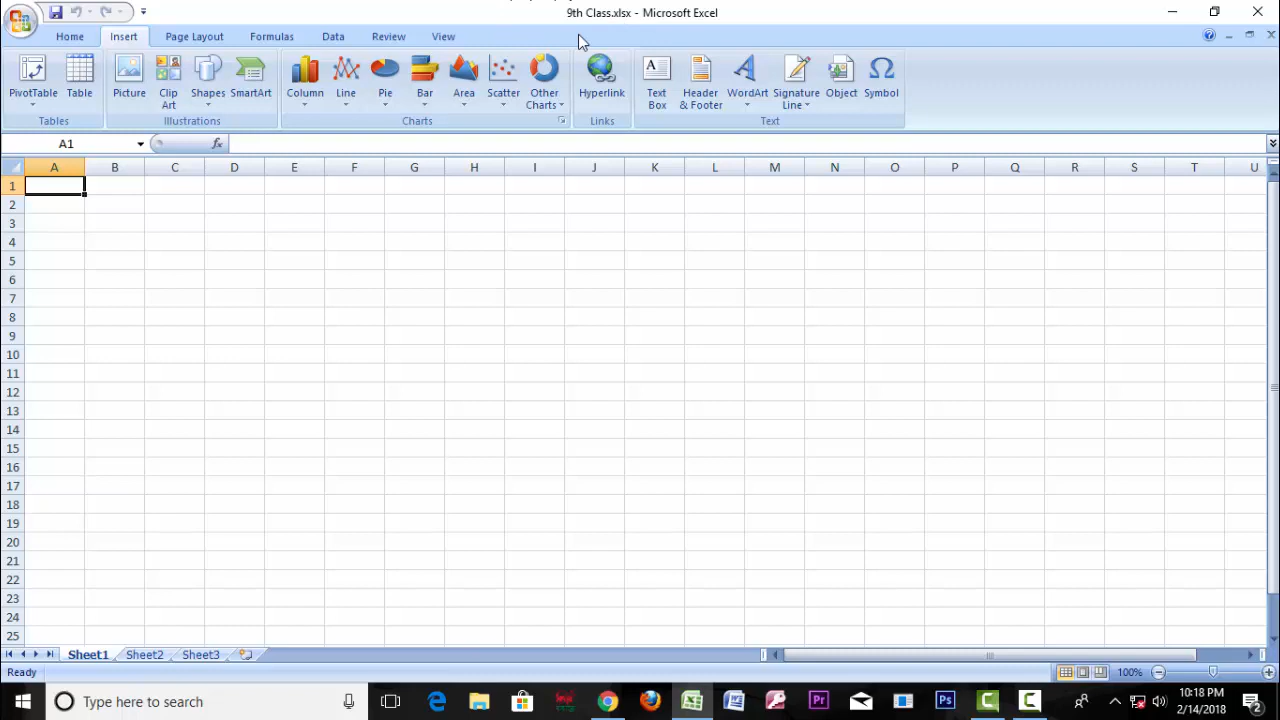 9th Class.xlsx - Microsoft Excel
Home Insert Page Layout Formulas Data Review View
PivotTable Table Picture Clip Art Shapes SmartArt Column Line Pie Bar Area Scatter Other Charts Hyperlink Text Box Header & Footer WordArt Signature Line Object Symbol
Tables Illustrations Charts Links Text
A1 fx
A B C D E F G H I J K L M N O P Q R S T U
1
2
3
4
5
6
7
8
9
10
11
12
13
14
15
16
17
18
19
20
21
22
23
24
25
Sheet1 Sheet2 Sheet3
Ready 100%
Type here to search Pr Ps 10:18 PM
2/14/2018 2